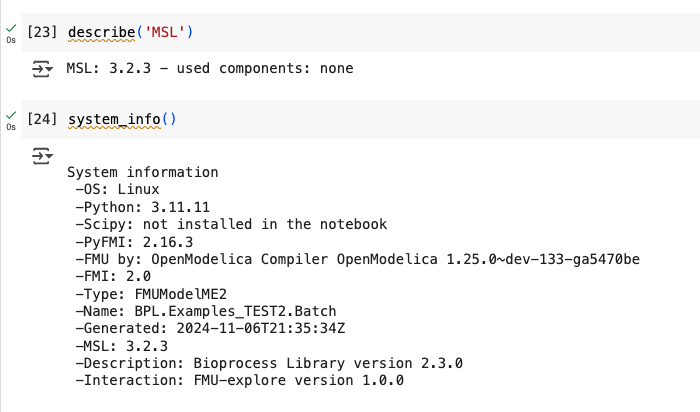 [23] describe('MSL')
0s
MSL: 3.2.3 – used components: none
[24] system_info()
0s
System information
-OS: Linux
-Python: 3.11.11
-Scipy: not installed in the notebook
-PyFMI: 2.16.3
-FMU by: OpenModelica Compiler OpenModelica 1.25.0~dev-133-ga5470be
-FMI: 2.0
-Type: FMUModelME2
-Name: BPL.Examples_TEST2.Batch
-Generated: 2024-11-06T21:35:34Z
-MSL: 3.2.3
-Description: Bioprocess Library version 2.3.0
-Interaction: FMU-explore version 1.0.0